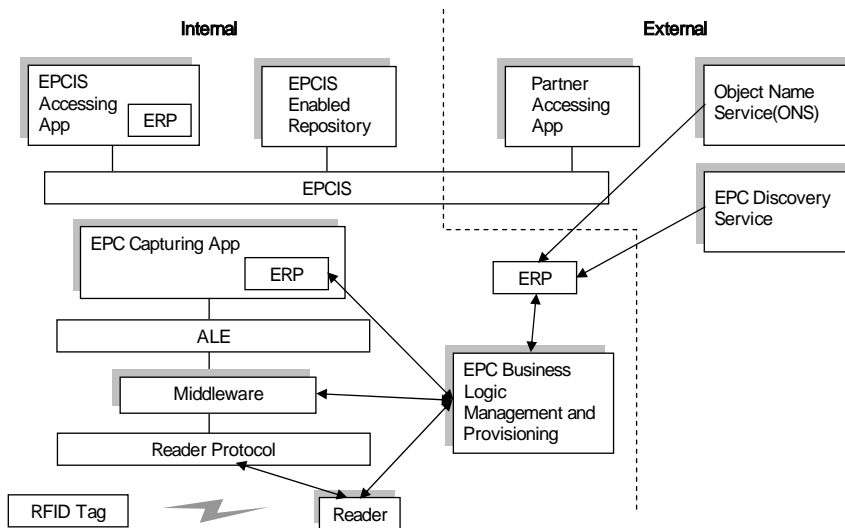 Internal
External
EPCIS
Accessing
App
ERP
EPCIS
Enabled
Repository
Partner
Accessing
App
Object Name
Service(ONS)
EPCIS
EPC Discovery
Service
EPC Capturing App
ERP
ERP
ALE
EPC Business
Logic
Management and
Provisioning
Middleware
Reader Protocol
RFID Tag
Reader